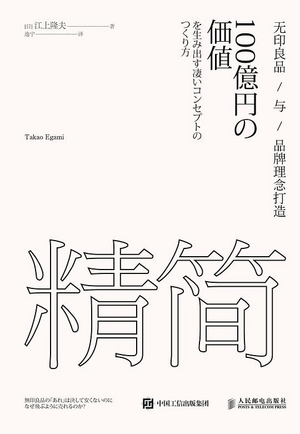 [日]江上隆夫 著
译
无印良品 / 与 / 品牌理念打造
100億円の
価値
を生み出す凄いコンセプトの
つくり方
Takao Egami
精简
無印良品の「あれ」は決して安くないのに
なぜ飛ぶように売れるのか?
中国工信出版集团
人民邮电出版社
POSTS & TELECOM PRESS